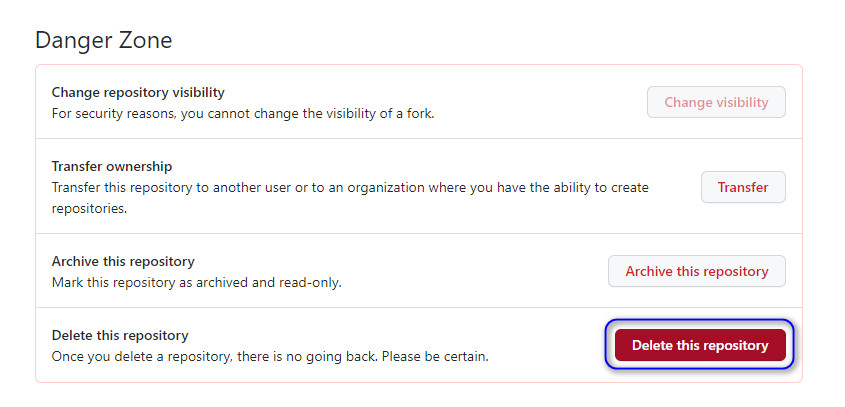 Danger Zone
Change repository visibility
For security reasons, you cannot change the visibility of a fork.
Change visibility
Transfer ownership
Transfer this repository to another user or to an organization where you have the ability to create
repositories.
Transfer
Archive this repository
Mark this repository as archived and read-only.
Archive this repository
Delete this repository
Once you delete a repository, there is no going back. Please be certain.
Delete this repository